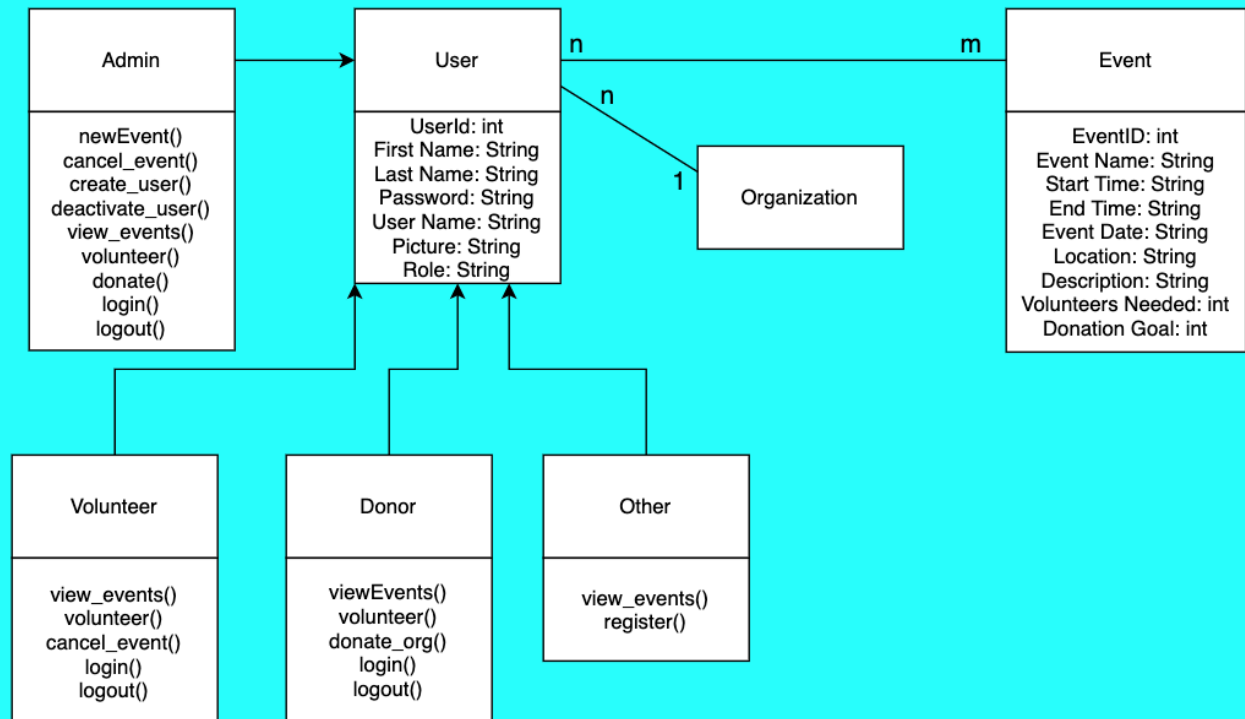 Admin
newEvent()
cancel_event()
create_user()
deactivate_user()
view_events()
volunteer()
donate()
login()
logout()
User
UserId: int
First Name: String
Last Name: String
Password: String
User Name: String
Picture: String
Role: String
n
m
n
1
Organization
Event
EventID: int
Event Name: String
Start Time: String
End Time: String
Event Date: String
Location: String
Description: String
Volunteers Needed: int
Donation Goal: int
Volunteer
view_events()
volunteer()
cancel_event()
login()
logout()
Donor
viewEvents()
volunteer()
donate_org()
login()
logout()
Other
view_events()
register()